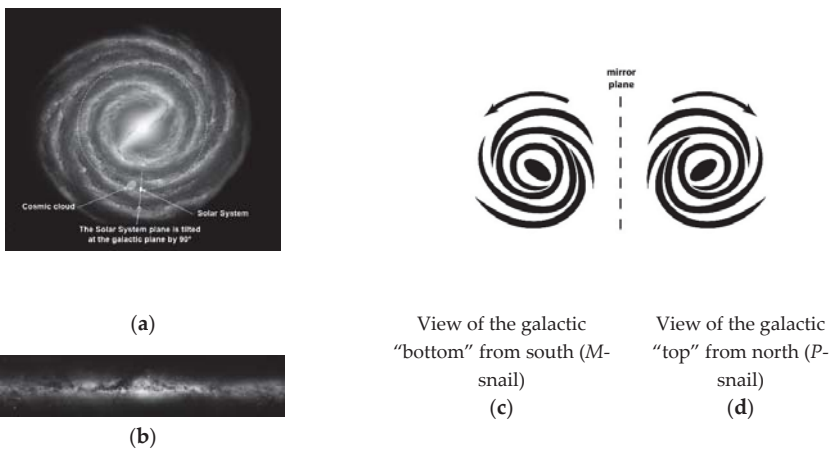 Cosmic cloud
Solar System
The Solar System plane is tilted
at the galactic plane by 90°
(a)
(b)
mirror
plane
View of the galactic
“bottom” from south (M-
snail)
(c)
View of the galactic
“top” from north (P-
snail)
(d)